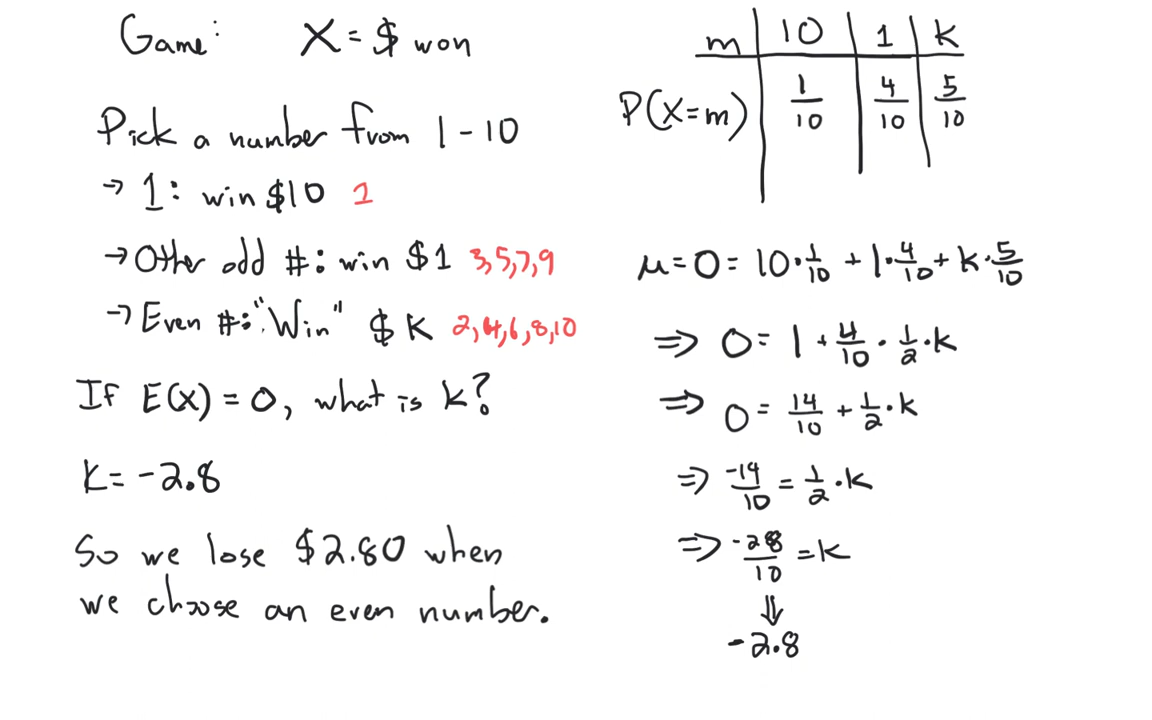 Game: X = $ won
Pick a number from 1 - 10
→ 1: win $10 1
→ Other odd #: win $1 3,5,7,9
→ Even #: "Win" $ K 2,4,6,8,10
If E(X) = 0, what is k?
K = -2.8
So we lose $2.80 when
we choose an even number.
m | 10 | 1 | K
P(X=m) | 1/10 | 4/10 | 5/10
μ = 0 = 10·1/10 + 1·4/10 + K·5/10
⇒ 0 = 1 + 4/10 · 1/2 · K
⇒ 0 = 14/10 + 1/2 · K
⇒ -14/10 = 1/2 · K
⇒ -28/10 = K
⇓
-2.8